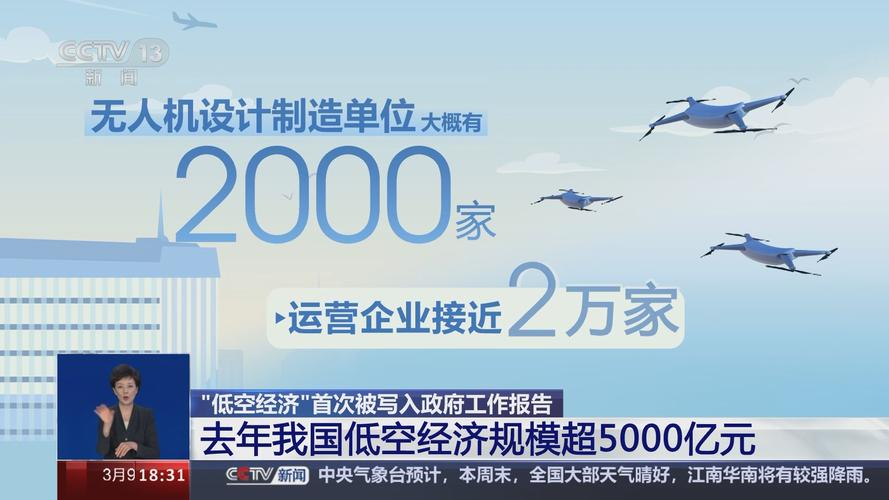 CCTV 13
新闻
无人机设计制造单位大概有
2000家
运营企业接近2万家
"低空经济"首次被写入政府工作报告
去年我国低空经济规模超5000亿元
3月9 18:31 CCTV 新闻 中央气象台预计，本周末，全国大部天气晴好，江南华南将有较强降雨。